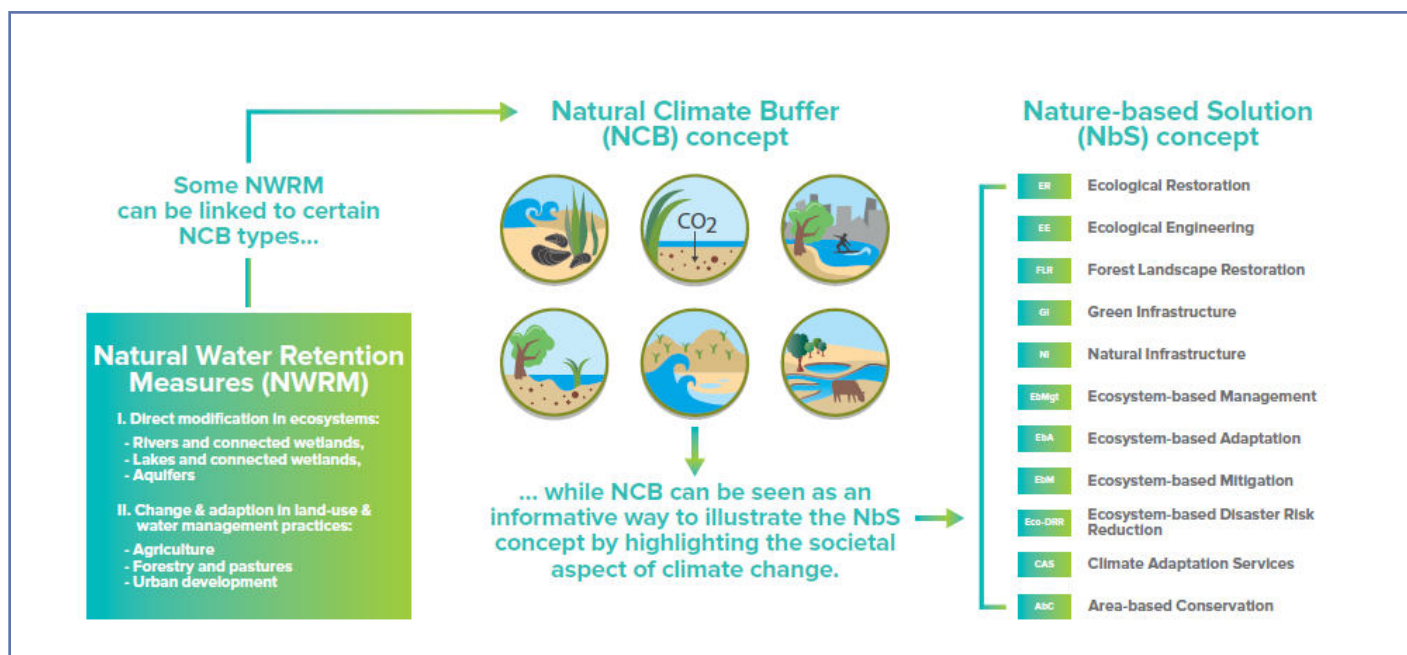 Some NWRM
can be linked to certain
NCB types...
Natural Water Retention
Measures (NWRM)
I. Direct modification in ecosystems:
- Rivers and connected wetlands,
- Lakes and connected wetlands,
- Aquifers
II. Change & adaption in land-use &
water management practices:
- Agriculture
- Forestry and pastures
- Urban development
Natural Climate Buffer
(NCB) concept
CO2
... while NCB can be seen as an
informative way to illustrate the NbS
concept by highlighting the societal
aspect of climate change.
Nature-based Solution
(NbS) concept
ER Ecological Restoration
EE Ecological Engineering
FLR Forest Landscape Restoration
GI Green Infrastructure
NI Natural Infrastructure
EbMgt Ecosystem-based Management
EbA Ecosystem-based Adaptation
EbM Ecosystem-based Mitigation
Eco-DRR Ecosystem-based Disaster Risk
Reduction
CAS Climate Adaptation Services
AbC Area-based Conservation